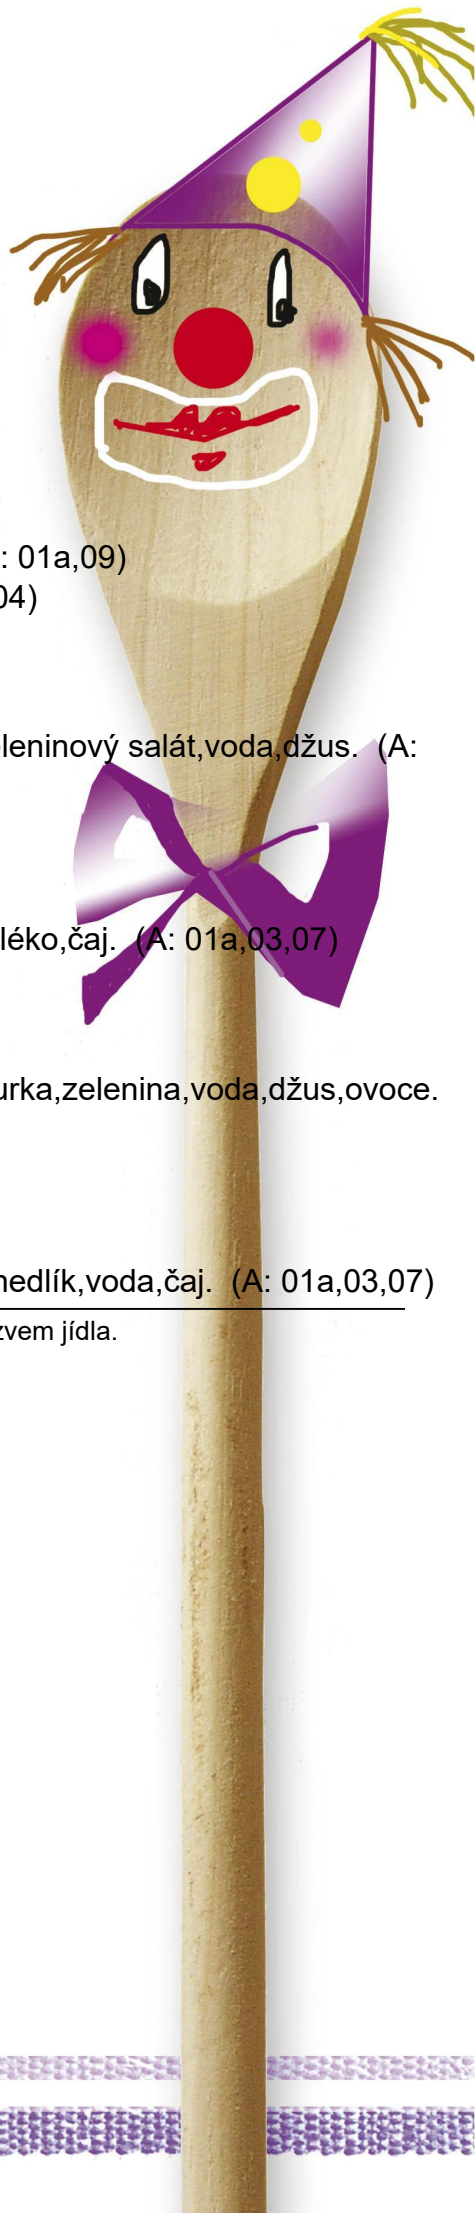 : 01a,09)
04)
eleninový salát,voda,džus. (A:
léko,čaj. (A: 01a,03,07)
urka,zelenina,voda,džus,ovoce.
nedlík,voda,čaj. (A: 01a,03,07)
zvem jídla.